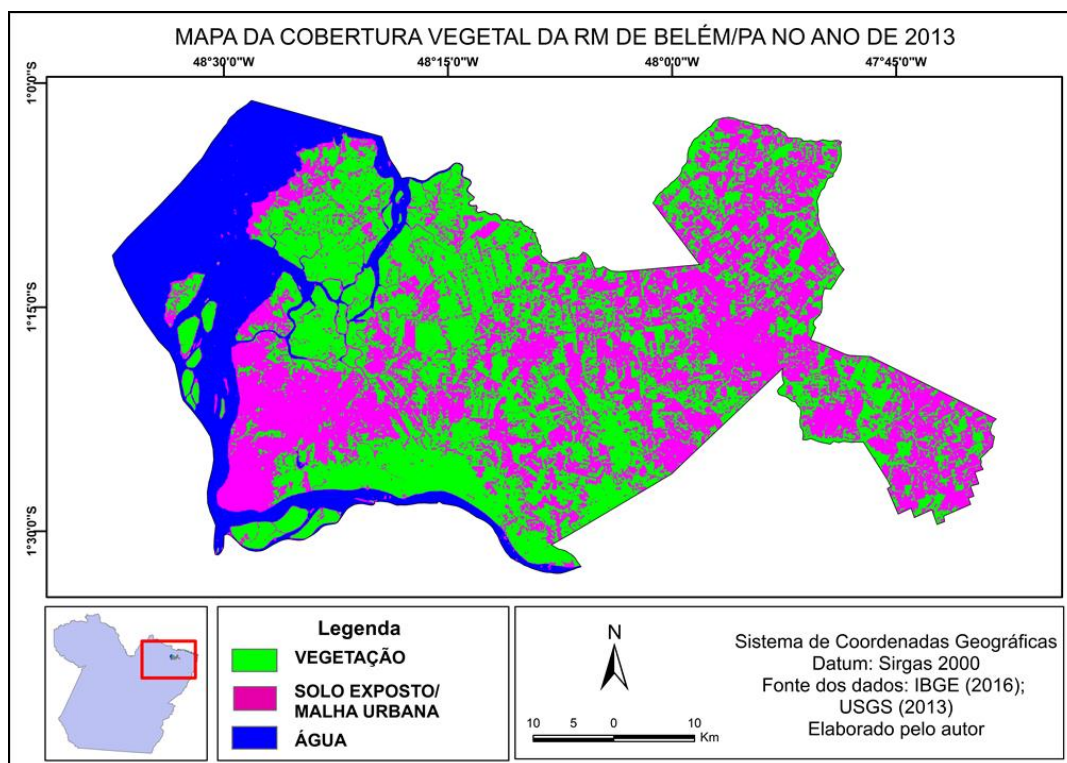 MAPA DA COBERTURA VEGETAL DA RM DE BELÉM/PA NO ANO DE 2013
48°30'0"W 48°15'0"W 48°0'0"W 47°45'0"W
1°0'0"S
1°15'0"S
1°30'0"S
Legenda
VEGETAÇÃO
SOLO EXPOSTO/
MALHA URBANA
ÁGUA
N
10 5 0 10
Km
Sistema de Coordenadas Geográficas
Datum: Sirgas 2000
Fonte dos dados: IBGE (2016);
USGS (2013)
Elaborado pelo autor